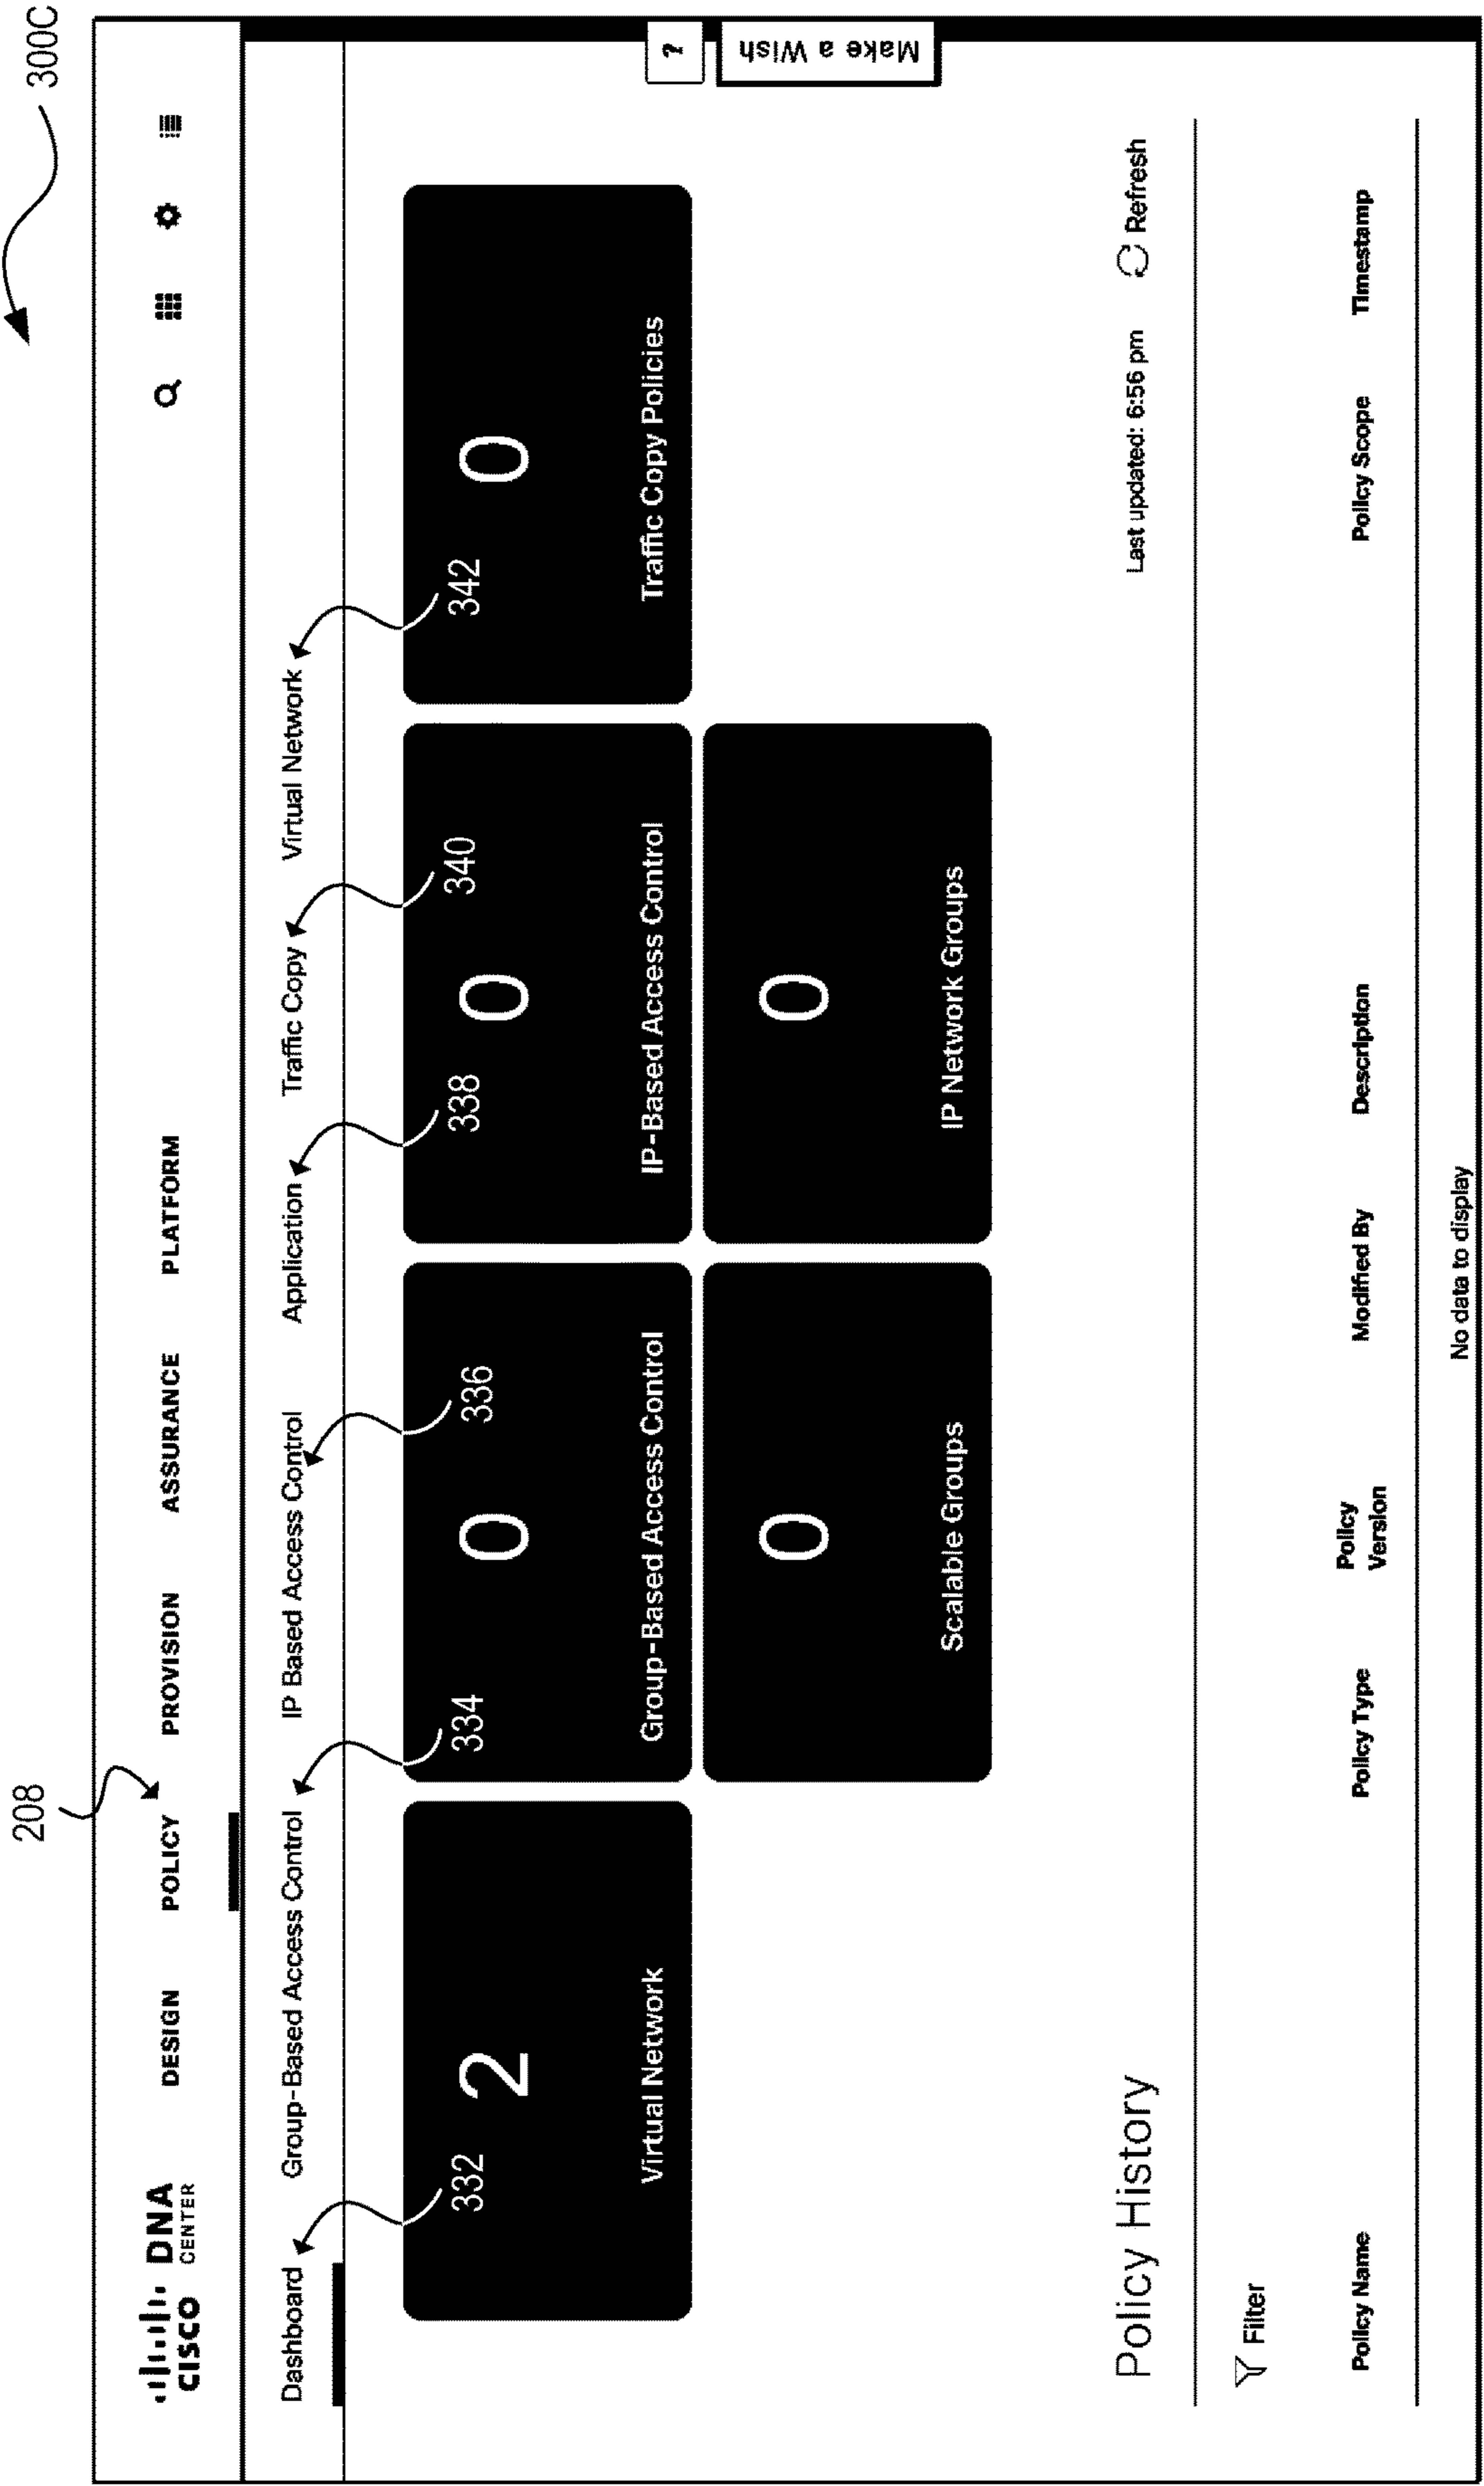 300C
208
CISCO DNA CENTER
DESIGN POLICY PROVISION ASSURANCE PLATFORM
Dashboard Group-Based Access Control IP Based Access Control Application Traffic Copy Virtual Network
332 334 336 338 340 342
2 0 0 0
Virtual Network Group-Based Access Control IP-Based Access Control Traffic Copy Policies
?
Make a Wish
0 0
Scalable Groups IP Network Groups
Policy History Last updated: 6:56 pm Refresh
Filter
Policy Name Policy Type Policy Version Modified By Description Policy Scope Timestamp
No data to display